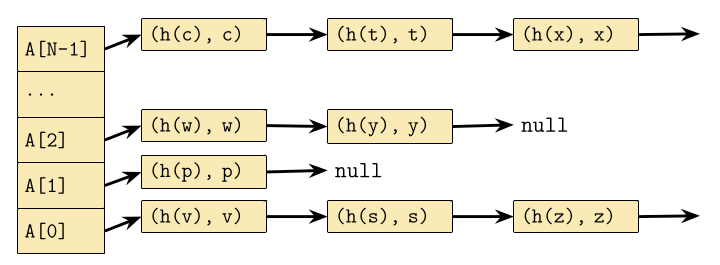 A[N-1] (h(c), c) (h(t), t) (h(x), x)
...
A[2] (h(w), w) (h(y), y) null
A[1] (h(p), p) null
A[0] (h(v), v) (h(s), s) (h(z), z)